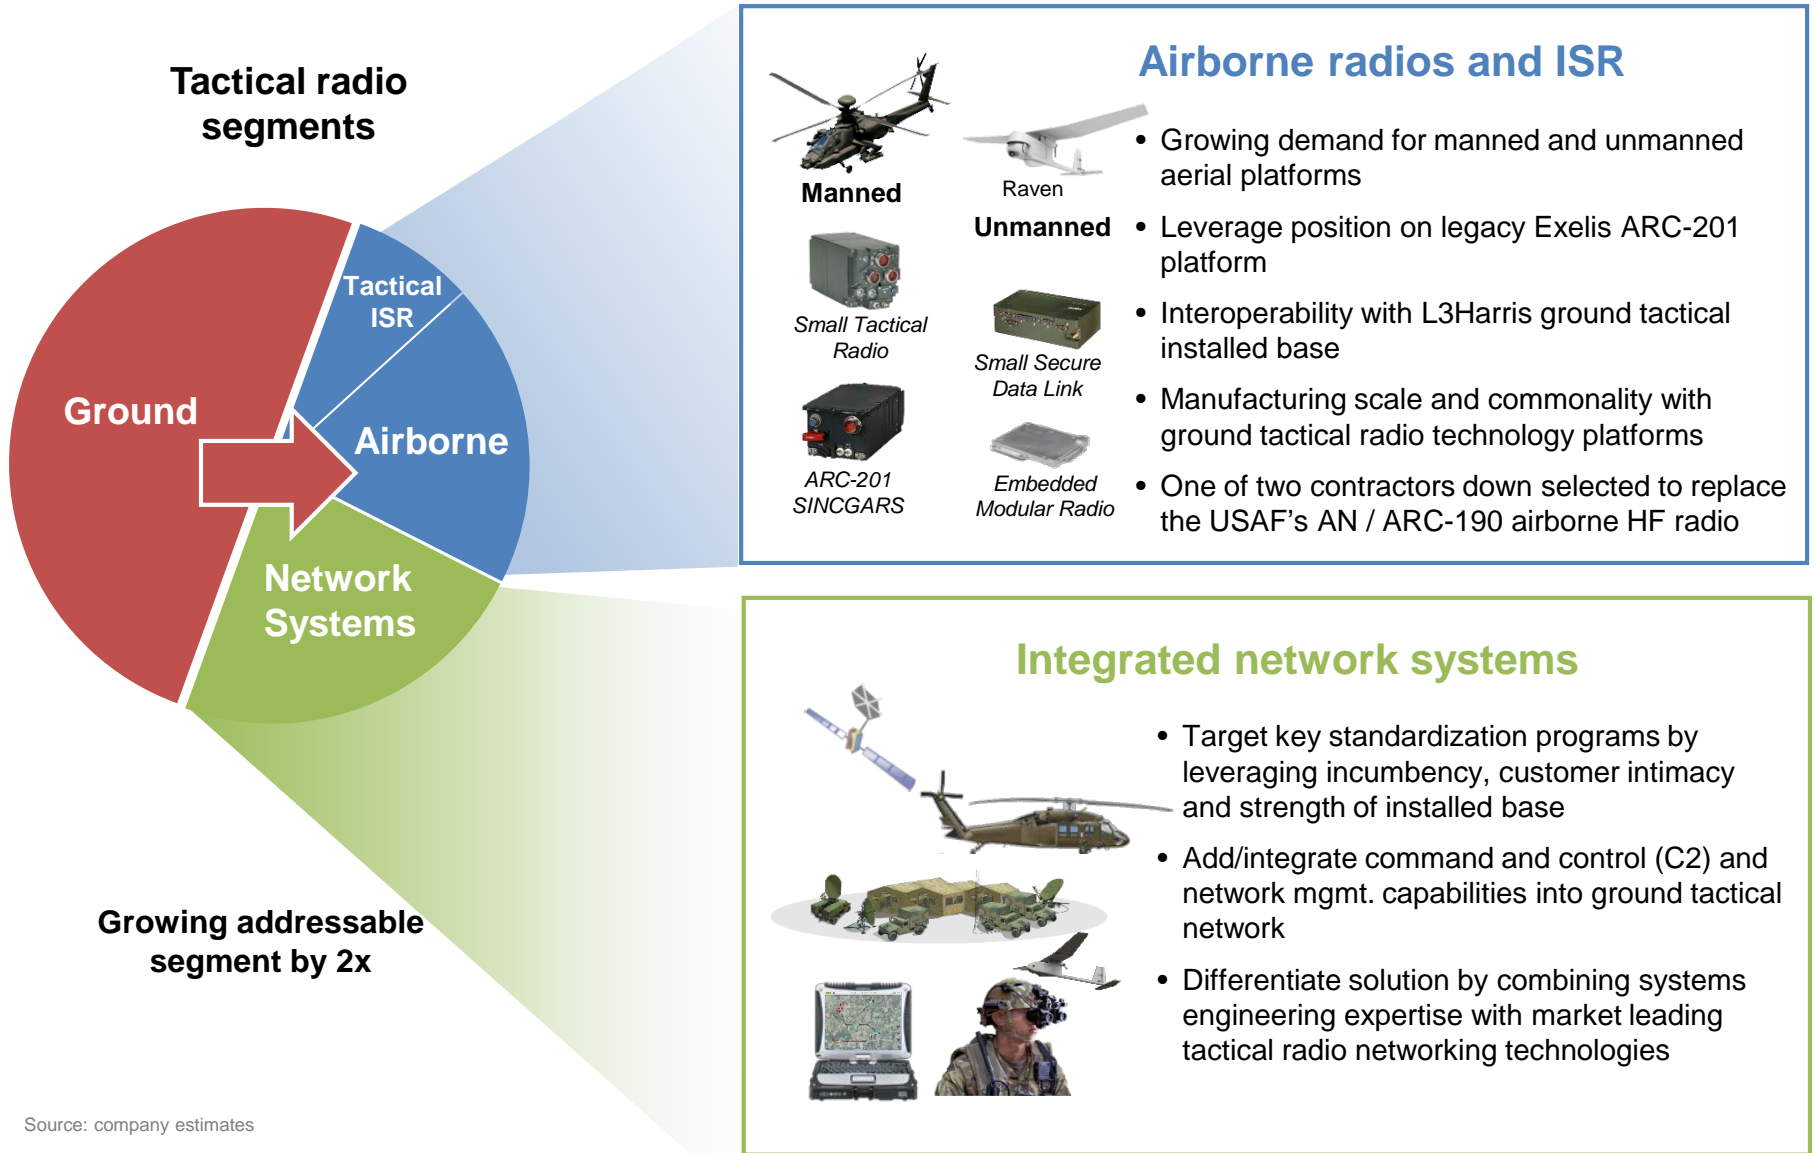 Tactical radio
segments
Ground
Tactical
ISR
Airborne
Network
Systems
Growing addressable
segment by 2x
Source: company estimates
Airborne radios and ISR
Manned
Raven
Unmanned
Small Tactical
Radio
Small Secure
Data Link
ARC-201
SINCGARS
Embedded
Modular Radio
• Growing demand for manned and unmanned
aerial platforms
• Leverage position on legacy Exelis ARC-201
platform
• Interoperability with L3Harris ground tactical
installed base
• Manufacturing scale and commonality with
ground tactical radio technology platforms
• One of two contractors down selected to replace
the USAF’s AN / ARC-190 airborne HF radio
Integrated network systems
• Target key standardization programs by
leveraging incumbency, customer intimacy
and strength of installed base
• Add/integrate command and control (C2) and
network mgmt. capabilities into ground tactical
network
• Differentiate solution by combining systems
engineering expertise with market leading
tactical radio networking technologies